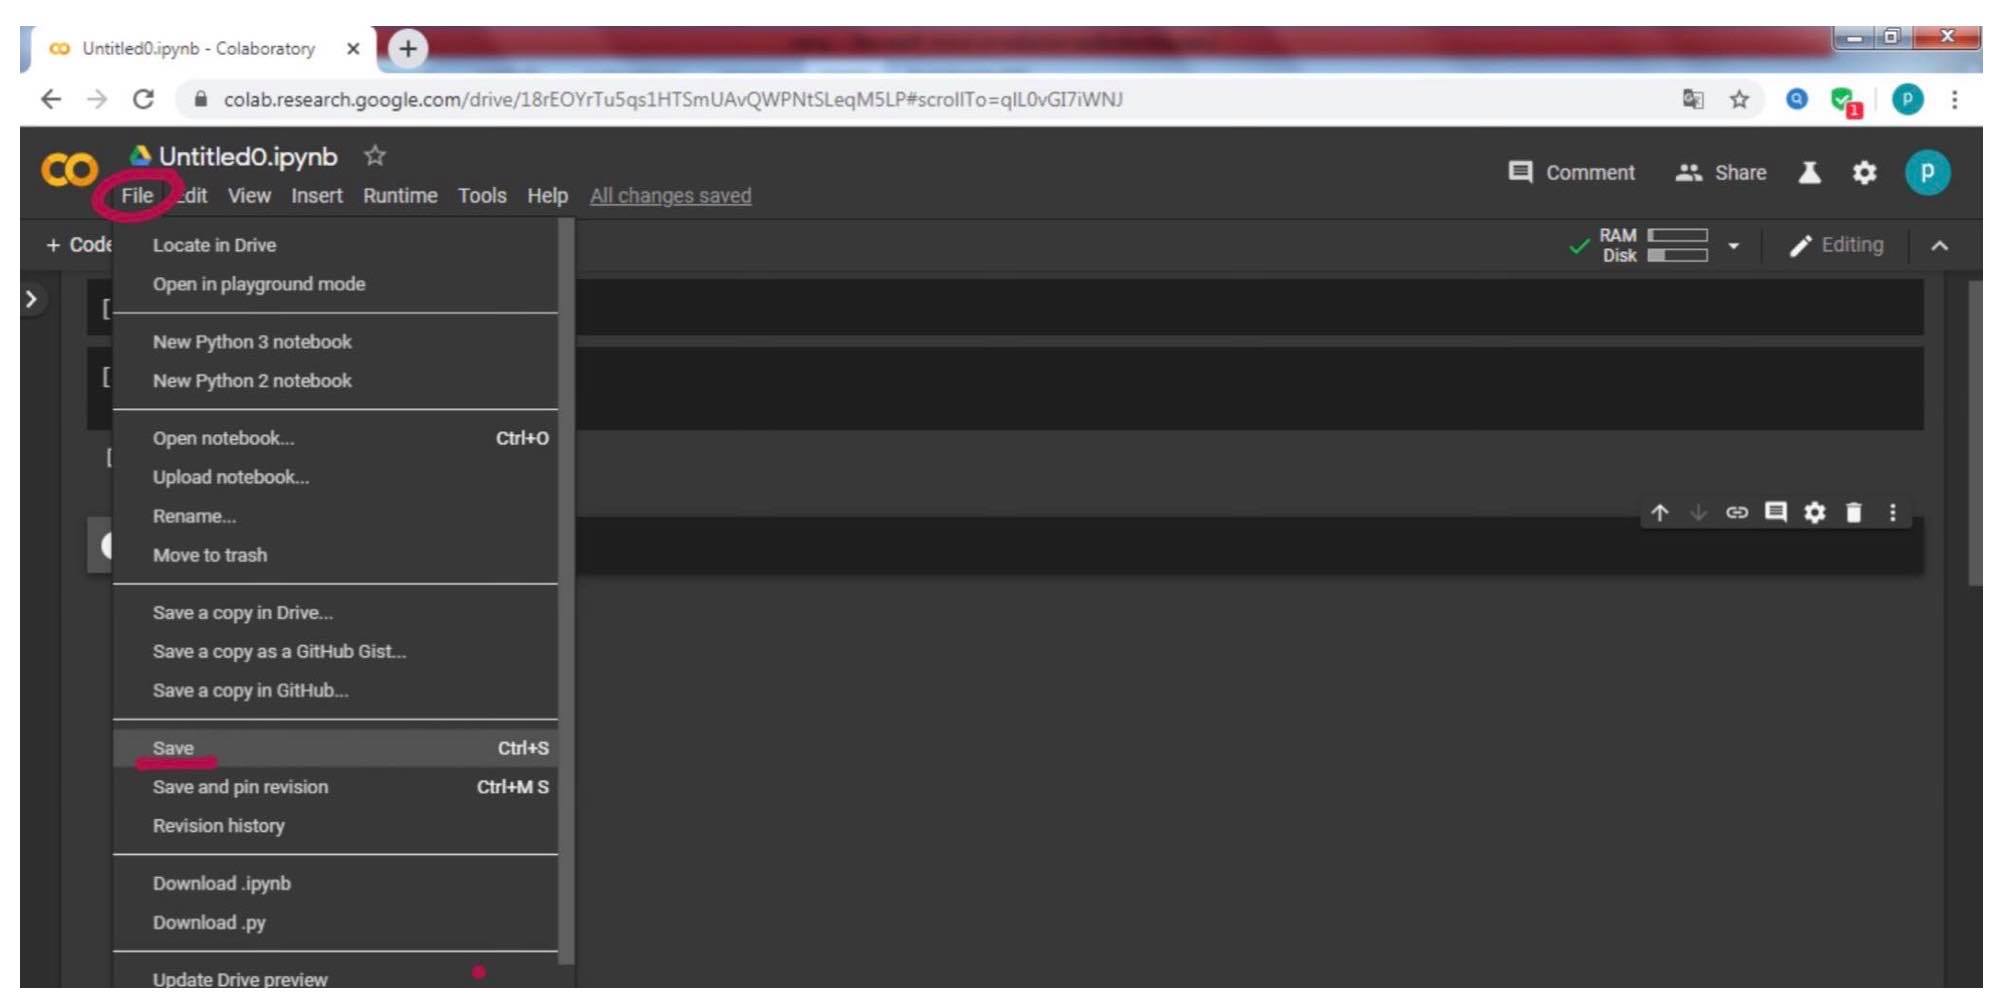 Untitled0.ipynb - Colaboratory
colab.research.google.com/drive/18rEOYrTu5qs1HTSmUAvQWPNtSLeqM5LP#scrollTo=qlL0vGI7iWNJ
1
P
CO
Untitled0.ipynb
File Edit View Insert Runtime Tools Help All changes saved
Comment Share P
+ Code
RAM
Disk
Editing
Locate in Drive
Open in playground mode
[
New Python 3 notebook
New Python 2 notebook
[
Open notebook... Ctrl+O
[
Upload notebook...
Rename...
Move to trash
Save a copy in Drive...
Save a copy as a GitHub Gist...
Save a copy in GitHub...
Save Ctrl+S
Save and pin revision Ctrl+M S
Revision history
Download .ipynb
Download .py
Update Drive preview